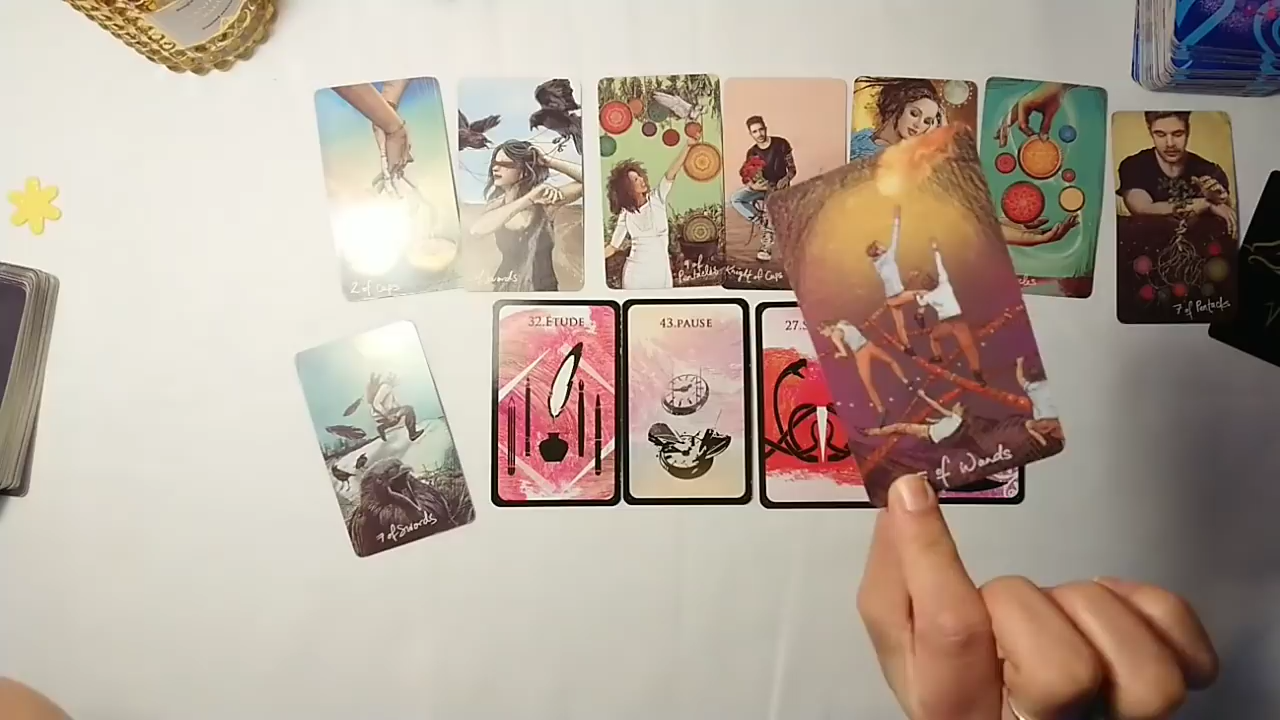 2 of Cups
9 of
Pentacles
Knight of Cups
7 of Pentacles
32.ÉTUDE
43.PAUSE
27.S
of Wands
7 of Swords